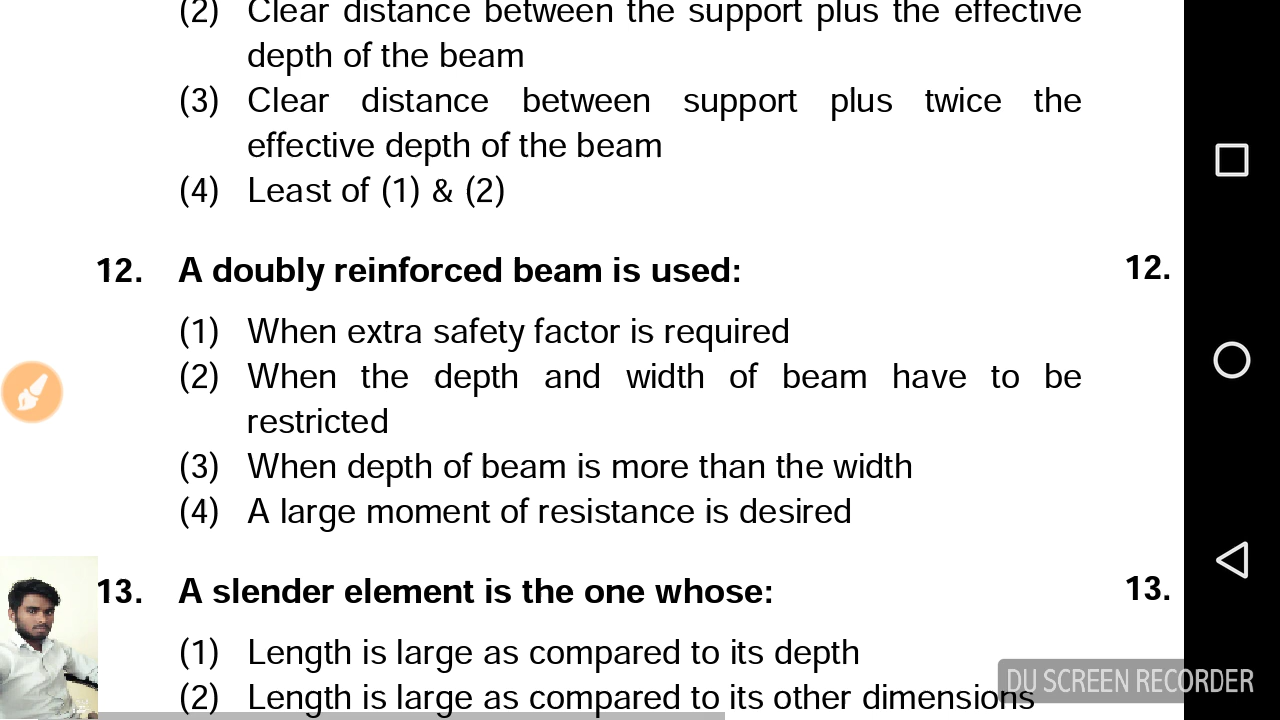 (2) Clear distance between the support plus the effective
depth of the beam
(3) Clear distance between support plus twice the
effective depth of the beam
(4) Least of (1) & (2)
12. A doubly reinforced beam is used: 12.
(1) When extra safety factor is required
(2) When the depth and width of beam have to be
restricted
(3) When depth of beam is more than the width
(4) A large moment of resistance is desired
13. A slender element is the one whose: 13.
(1) Length is large as compared to its depth
(2) Length is large as compared to its other dimensions
DU SCREEN RECORDER